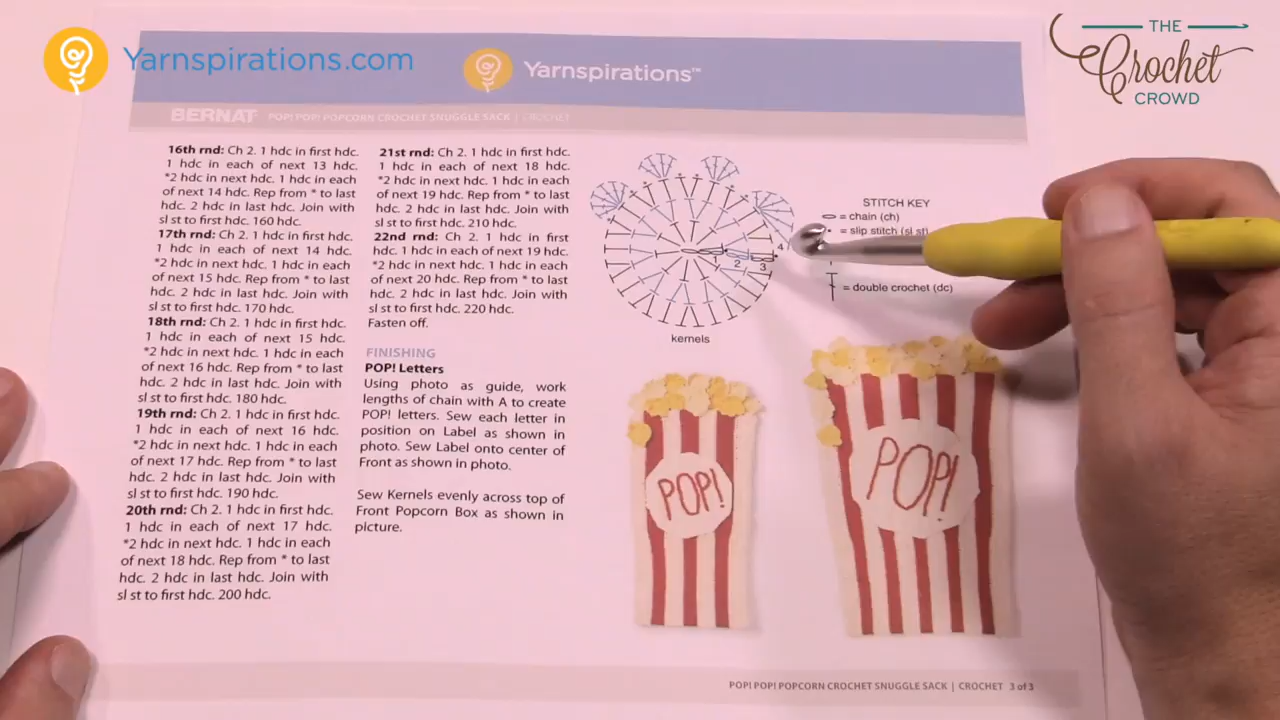 Yarnspirations.com
Yarnspirations™
THE
Crochet
CROWD
BERNAT POP! POP! POPCORN CROCHET SNUGGLE SACK | CROCHET
16th rnd: Ch 2. 1 hdc in first hdc.
1 hdc in each of next 13 hdc.
*2 hdc in next hdc. 1 hdc in each
of next 14 hdc. Rep from * to last
hdc. 2 hdc in last hdc. Join with
sl st to first hdc. 160 hdc.
17th rnd: Ch 2. 1 hdc in first hdc.
1 hdc in each of next 14 hdc.
*2 hdc in next hdc. 1 hdc in each
of next 15 hdc. Rep from * to last
hdc. 2 hdc in last hdc. Join with
sl st to first hdc. 170 hdc.
18th rnd: Ch 2. 1 hdc in first hdc.
1 hdc in each of next 15 hdc.
*2 hdc in next hdc. 1 hdc in each
of next 16 hdc. Rep from * to last
hdc. 2 hdc in last hdc. Join with
sl st to first hdc. 180 hdc.
19th rnd: Ch 2. 1 hdc in first hdc.
1 hdc in each of next 16 hdc.
*2 hdc in next hdc. 1 hdc in each
of next 17 hdc. Rep from * to last
hdc. 2 hdc in last hdc. Join with
sl st to first hdc. 190 hdc.
20th rnd: Ch 2. 1 hdc in first hdc.
1 hdc in each of next 17 hdc.
*2 hdc in next hdc. 1 hdc in each
of next 18 hdc. Rep from * to last
hdc. 2 hdc in last hdc. Join with
sl st to first hdc. 200 hdc.
21st rnd: Ch 2. 1 hdc in first hdc.
1 hdc in each of next 18 hdc.
*2 hdc in next hdc. 1 hdc in each
of next 19 hdc. Rep from * to last
hdc. 2 hdc in last hdc. Join with
sl st to first hdc. 210 hdc.
22nd rnd: Ch 2. 1 hdc in first
hdc. 1 hdc in each of next 19 hdc.
*2 hdc in next hdc. 1 hdc in each
of next 20 hdc. Rep from * to last
hdc. 2 hdc in last hdc. Join with
sl st to first hdc. 220 hdc.
Fasten off.
FINISHING
POP! Letters
Using photo as guide, work
lengths of chain with A to create
POP! letters. Sew each letter in
position on Label as shown in
photo. Sew Label onto center of
Front as shown in photo.
Sew Kernels evenly across top of
Front Popcorn Box as shown in
picture.
1 2 3 4
kernels
STITCH KEY
= chain (ch)
= slip stitch (sl st)
= double crochet (dc)
POP!
POP!
POP! POP! POPCORN CROCHET SNUGGLE SACK | CROCHET 3 of 3